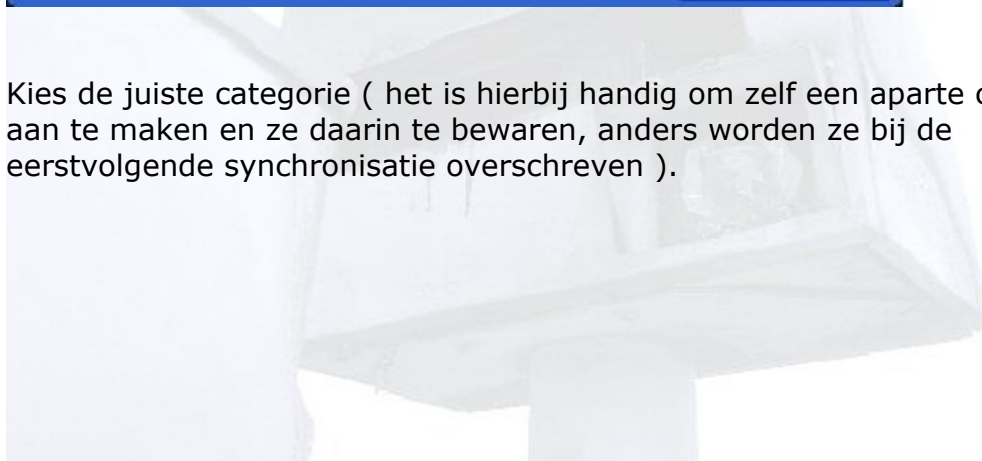 Kies de juiste categorie ( het is hierbij handig om zelf een aparte
aan te maken en ze daarin te bewaren, anders worden ze bij de
eerstvolgende synchronisatie overschreven ).